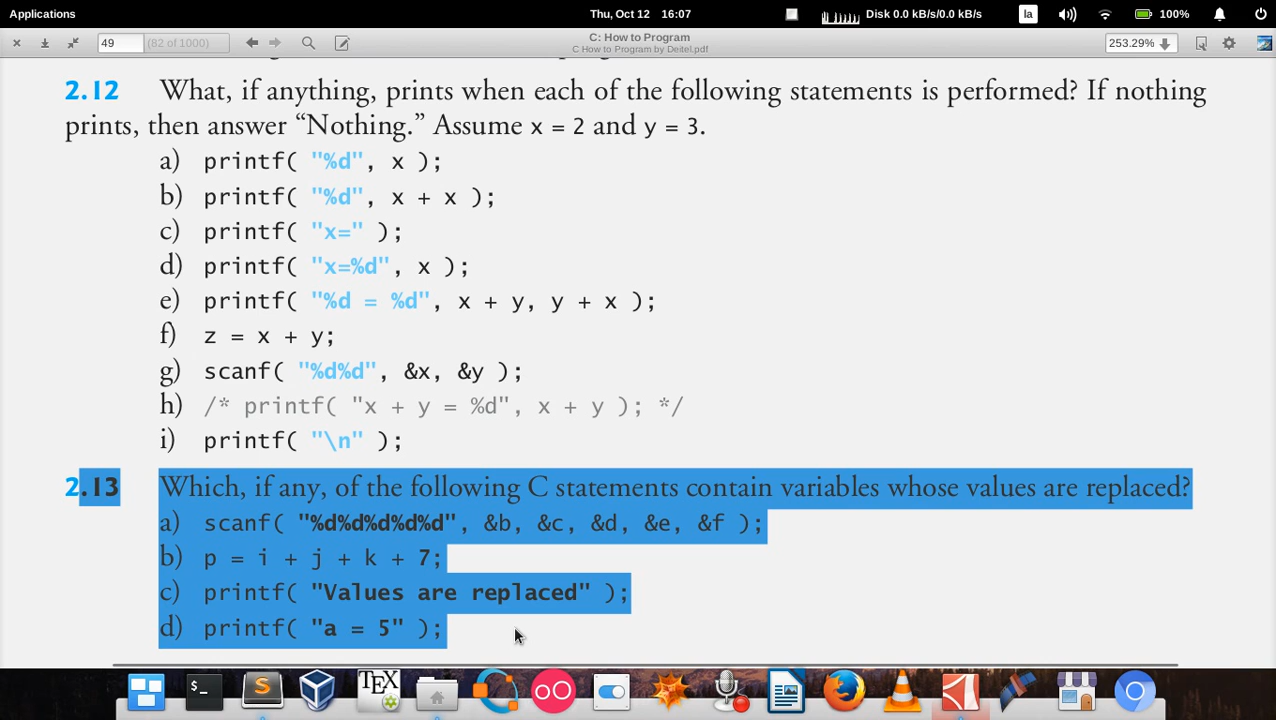 Applications
Thu, Oct 12 16:07
Disk 0.0 kB/s/0.0 kB/s
la
100%
49
(82 of 1000)
C: How to Program
C How to Program by Deitel.pdf
253.29%
2.12 What, if anything, prints when each of the following statements is performed? If nothing
prints, then answer “Nothing.” Assume x = 2 and y = 3.
a) printf( "%d", x );
b) printf( "%d", x + x );
c) printf( "x=" );
d) printf( "x=%d", x );
e) printf( "%d = %d", x + y, y + x );
f) z = x + y;
g) scanf( "%d%d", &x, &y );
h) /* printf( "x + y = %d", x + y ); */
i) printf( "\n" );
2.13 Which, if any, of the following C statements contain variables whose values are replaced?
a) scanf( "%d%d%d%d%d", &b, &c, &d, &e, &f );
b) p = i + j + k + 7;
c) printf( "Values are replaced" );
d) printf( "a = 5" );
TEX